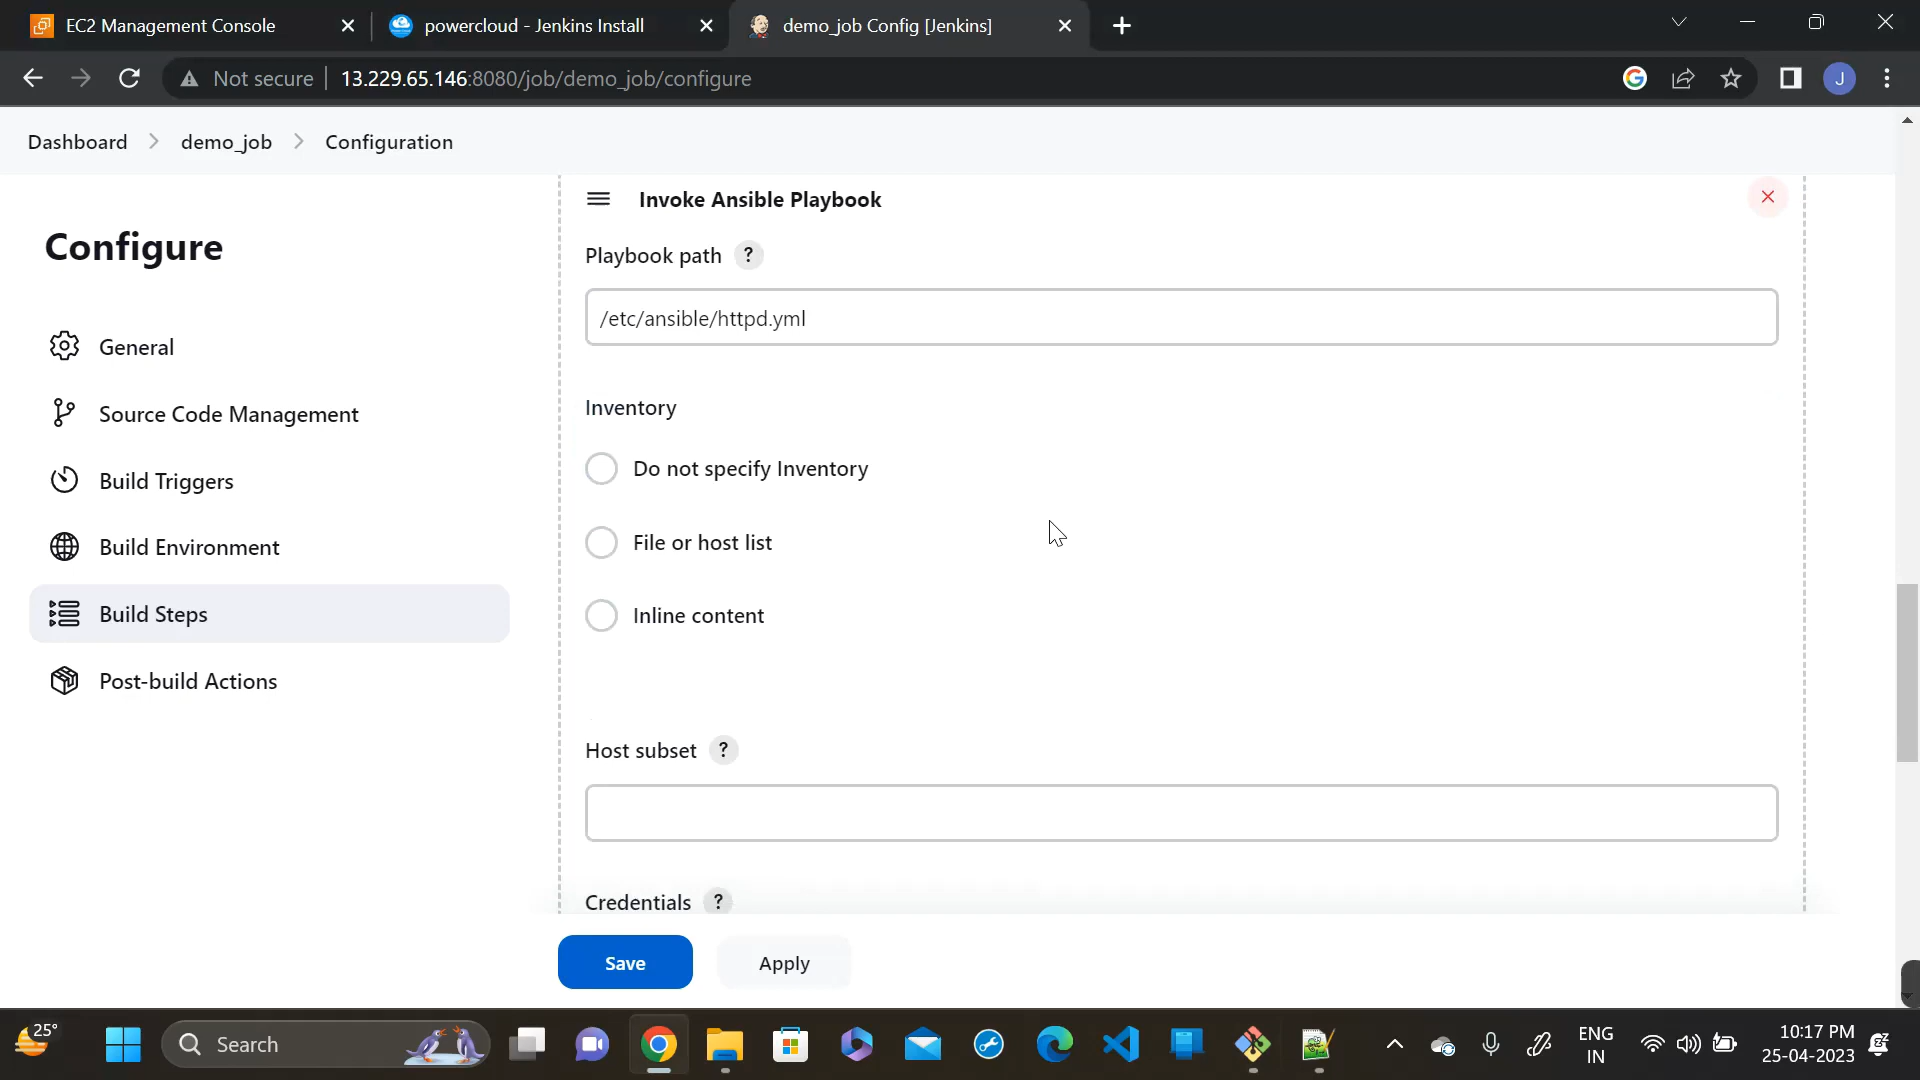 EC2 Management Console
powercloud - Jenkins Install
demo_job Config [Jenkins]
Not secure
13.229.65.146:8080/job/demo_job/configure
J
Dashboard
demo_job
Configuration
Configure
General
Source Code Management
Build Triggers
Build Environment
Build Steps
Post-build Actions
Invoke Ansible Playbook
Playbook path ?
/etc/ansible/httpd.yml
Inventory
Do not specify Inventory
File or host list
Inline content
Host subset ?
Credentials ?
Save
Apply
25°
Search
ENG
IN
10:17 PM
25-04-2023